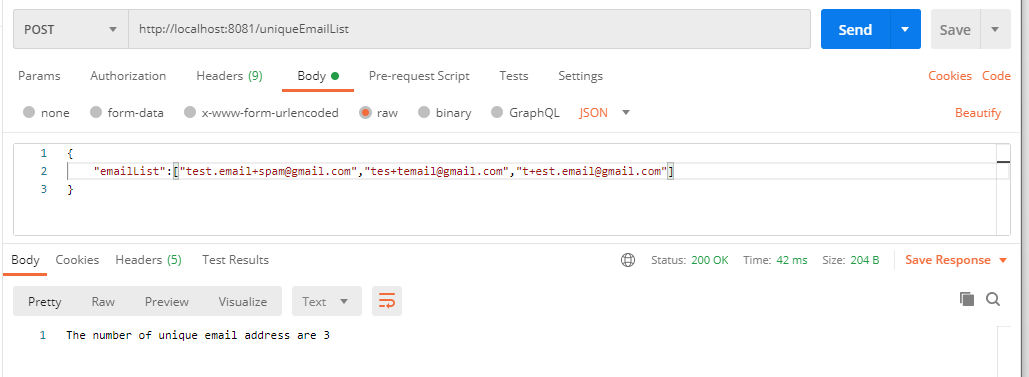 POST http://localhost:8081/uniqueEmailList Send Save
Params Authorization Headers (9) Body Pre-request Script Tests Settings Cookies Code
none form-data x-www-form-urlencoded raw binary GraphQL JSON Beautify
1 {
2 "emailList":["test.email+spam@gmail.com","tes+temail@gmail.com","t+est.email@gmail.com"]
3 }
Body Cookies Headers (5) Test Results Status: 200 OK Time: 42 ms Size: 204 B Save Response
Pretty Raw Preview Visualize Text
1 The number of unique email address are 3